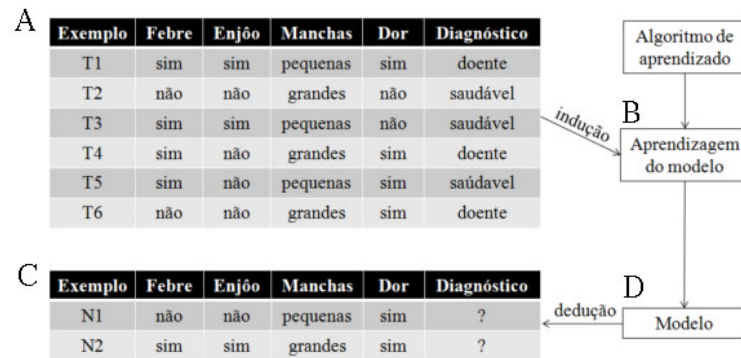 A
Exemplo Febre Enjôo Manchas Dor Diagnóstico
T1 sim sim pequenas sim doente
T2 não não grandes não saudável
T3 sim sim pequenas não saudável
T4 sim não grandes sim doente
T5 sim não pequenas sim saúdavel
T6 não não grandes sim doente
Algoritmo de
aprendizado
indução
B
Aprendizagem
do modelo
C
Exemplo Febre Enjôo Manchas Dor Diagnóstico
N1 não não pequenas sim ?
N2 sim sim grandes sim ?
dedução
D
Modelo